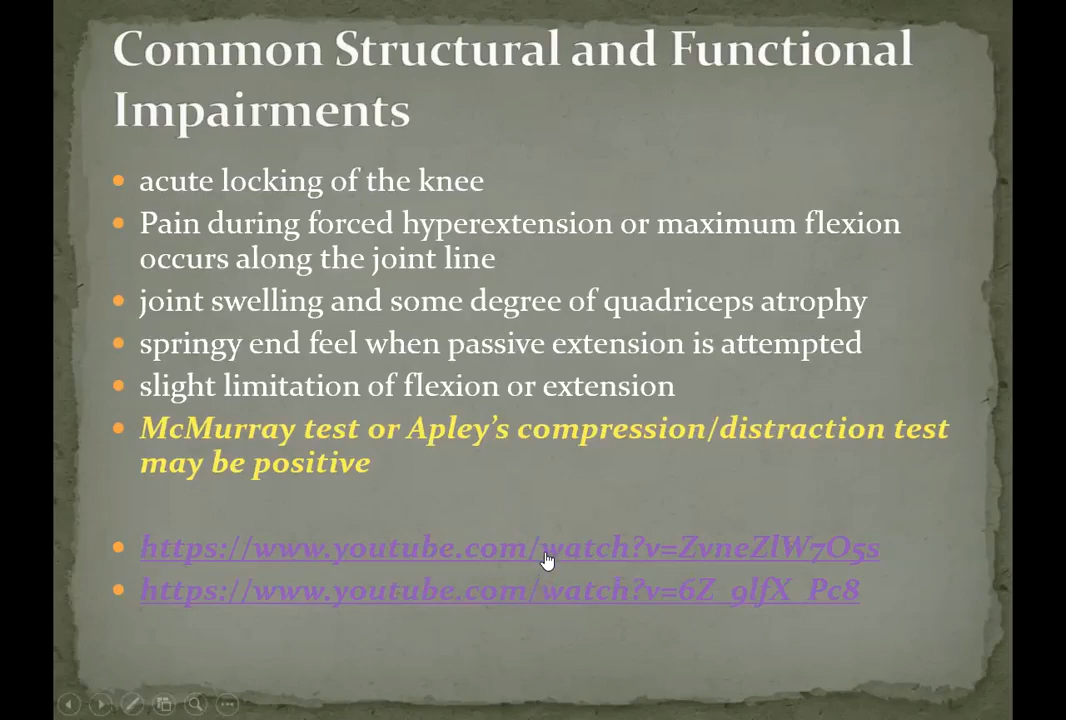 Common Structural and Functional
Impairments
acute locking of the knee
Pain during forced hyperextension or maximum flexion
occurs along the joint line
joint swelling and some degree of quadriceps atrophy
springy end feel when passive extension is attempted
slight limitation of flexion or extension
McMurray test or Apley's compression/distraction test
may be positive
https://www.youtube.com/watch?v=ZvneZlW7O5s
https://www.youtube.com/watch?v=6Z_9lfX_Pc8